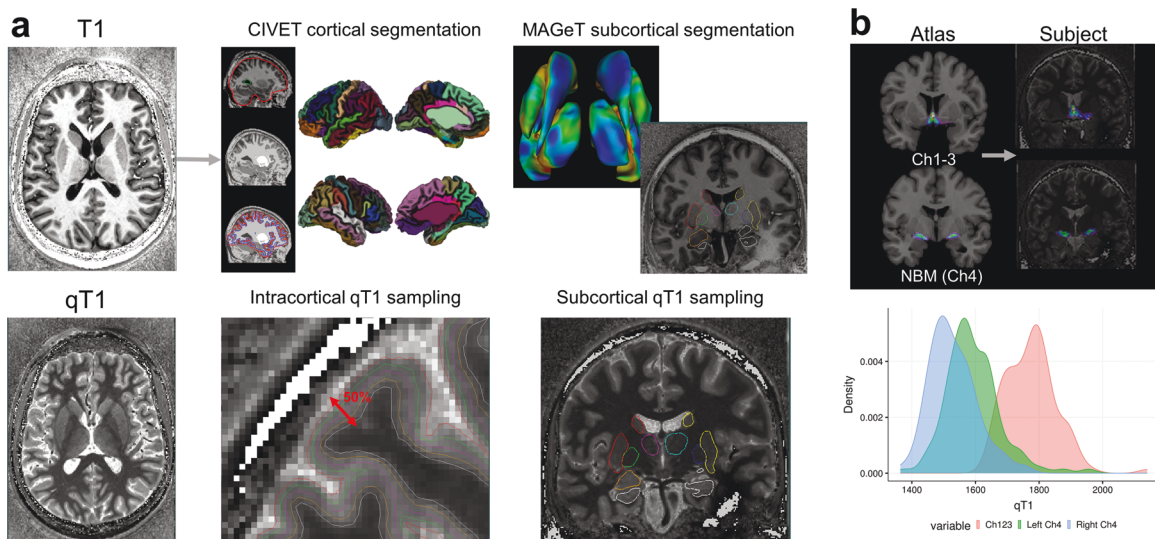 a
T1
CIVET cortical segmentation
MAGeT subcortical segmentation
qT1
Intracortical qT1 sampling
50%
Subcortical qT1 sampling
b
Atlas
Subject
Ch1-3
NBM (Ch4)
Density
0.004
0.002
0.000
1400
1600
1800
2000
qT1
variable
Ch123
Left Ch4
Right Ch4